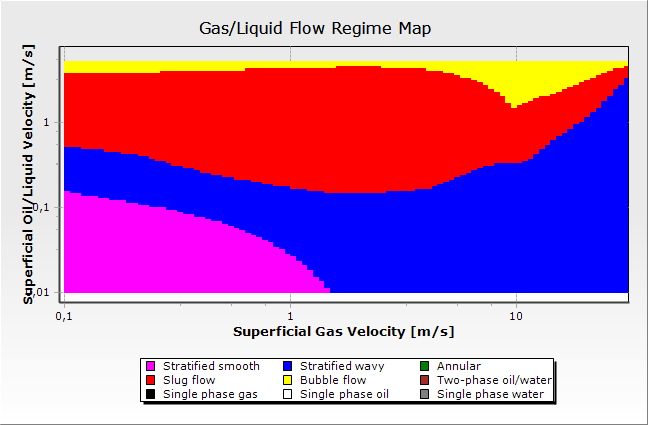 Gas/Liquid Flow Regime Map
Superficial Oil/Liquid Velocity [m/s]
1
0,1
0,01
0,1 1 10
Superficial Gas Velocity [m/s]
Stratified smooth Stratified wavy Annular
Slug flow Bubble flow Two-phase oil/water
Single phase gas Single phase oil Single phase water